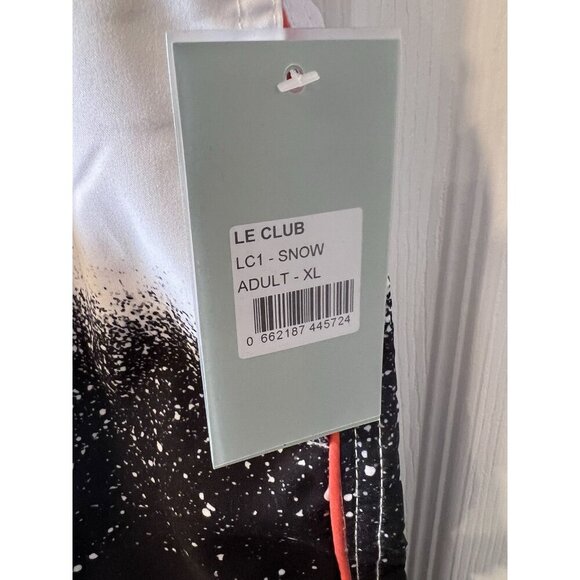 LE CLUB
LC1 - SNOW
ADULT - XL
0 662187 445724